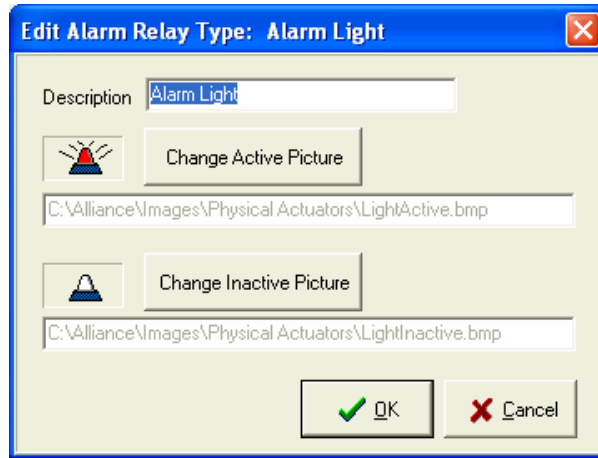 Edit Alarm Relay Type: Alarm Light
Description Alarm Light
Change Active Picture
C:\Alliance\Images\Physical Actuators\LightActive.bmp
Change Inactive Picture
C:\Alliance\Images\Physical Actuators\LightInactive.bmp
OK Cancel